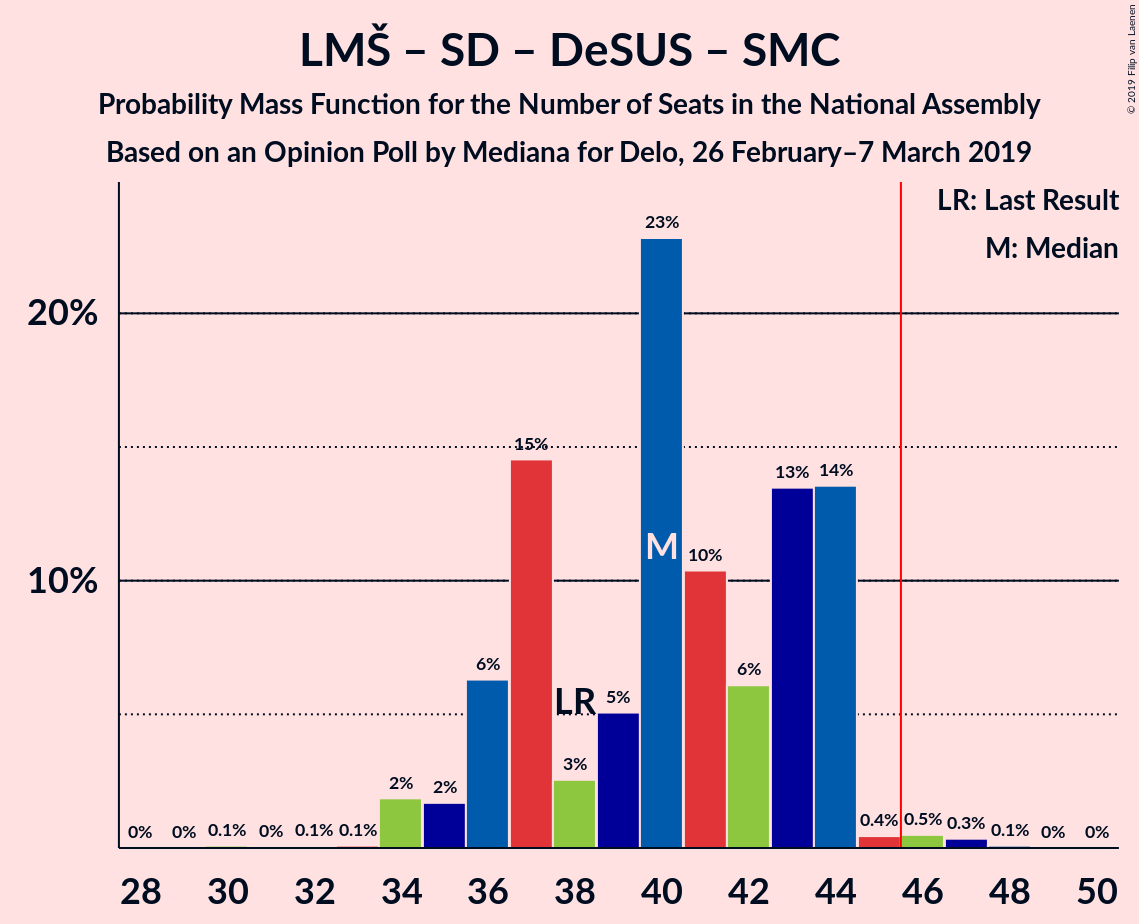 LMŠ – SD – DeSUS – SMC
Probability Mass Function for the Number of Seats in the National Assembly
Based on an Opinion Poll by Mediana for Delo, 26 February–7 March 2019
© 2019 Filip van Laenen
LR: Last Result
M: Median
20%
10%
0% 0% 0.1% 0% 0.1% 0.1% 2% 2% 6% 15% 3% 5% 23% 10% 6% 13% 14% 0.4% 0.5% 0.3% 0.1% 0% 0%
LR
M
28 30 32 34 36 38 40 42 44 46 48 50